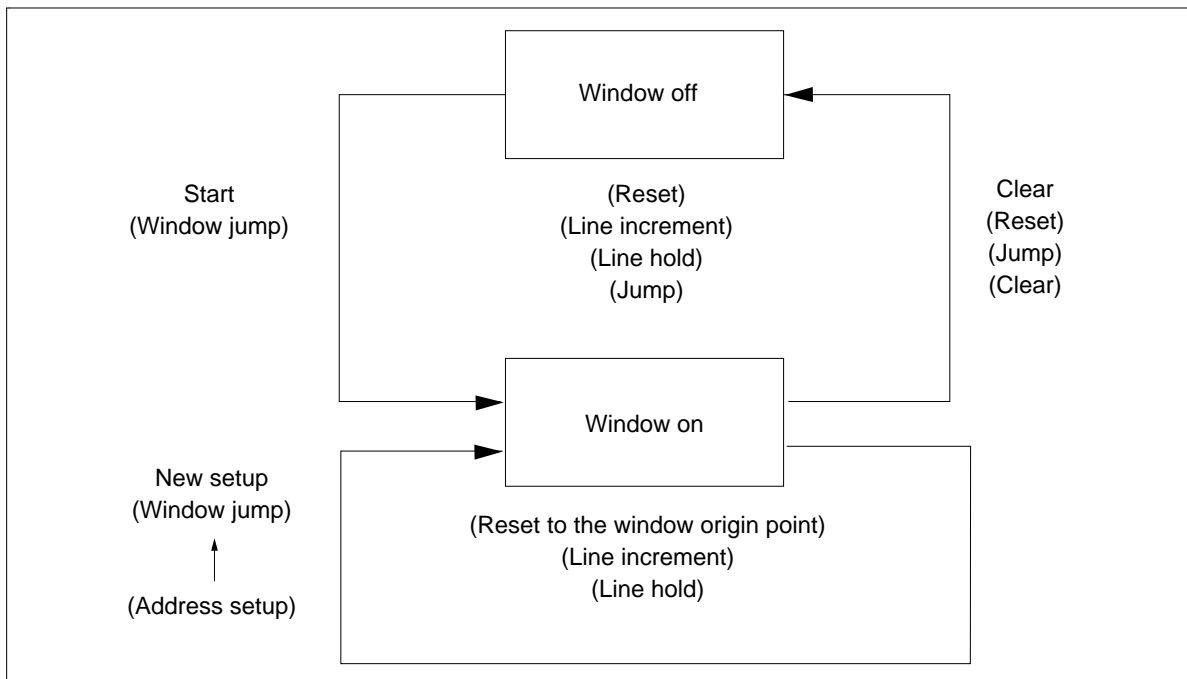 Window off
Start
(Window jump)
(Reset)
(Line increment)
(Line hold)
(Jump)
Clear
(Reset)
(Jump)
(Clear)
Window on
New setup
(Window jump)
(Address setup)
(Reset to the window origin point)
(Line increment)
(Line hold)